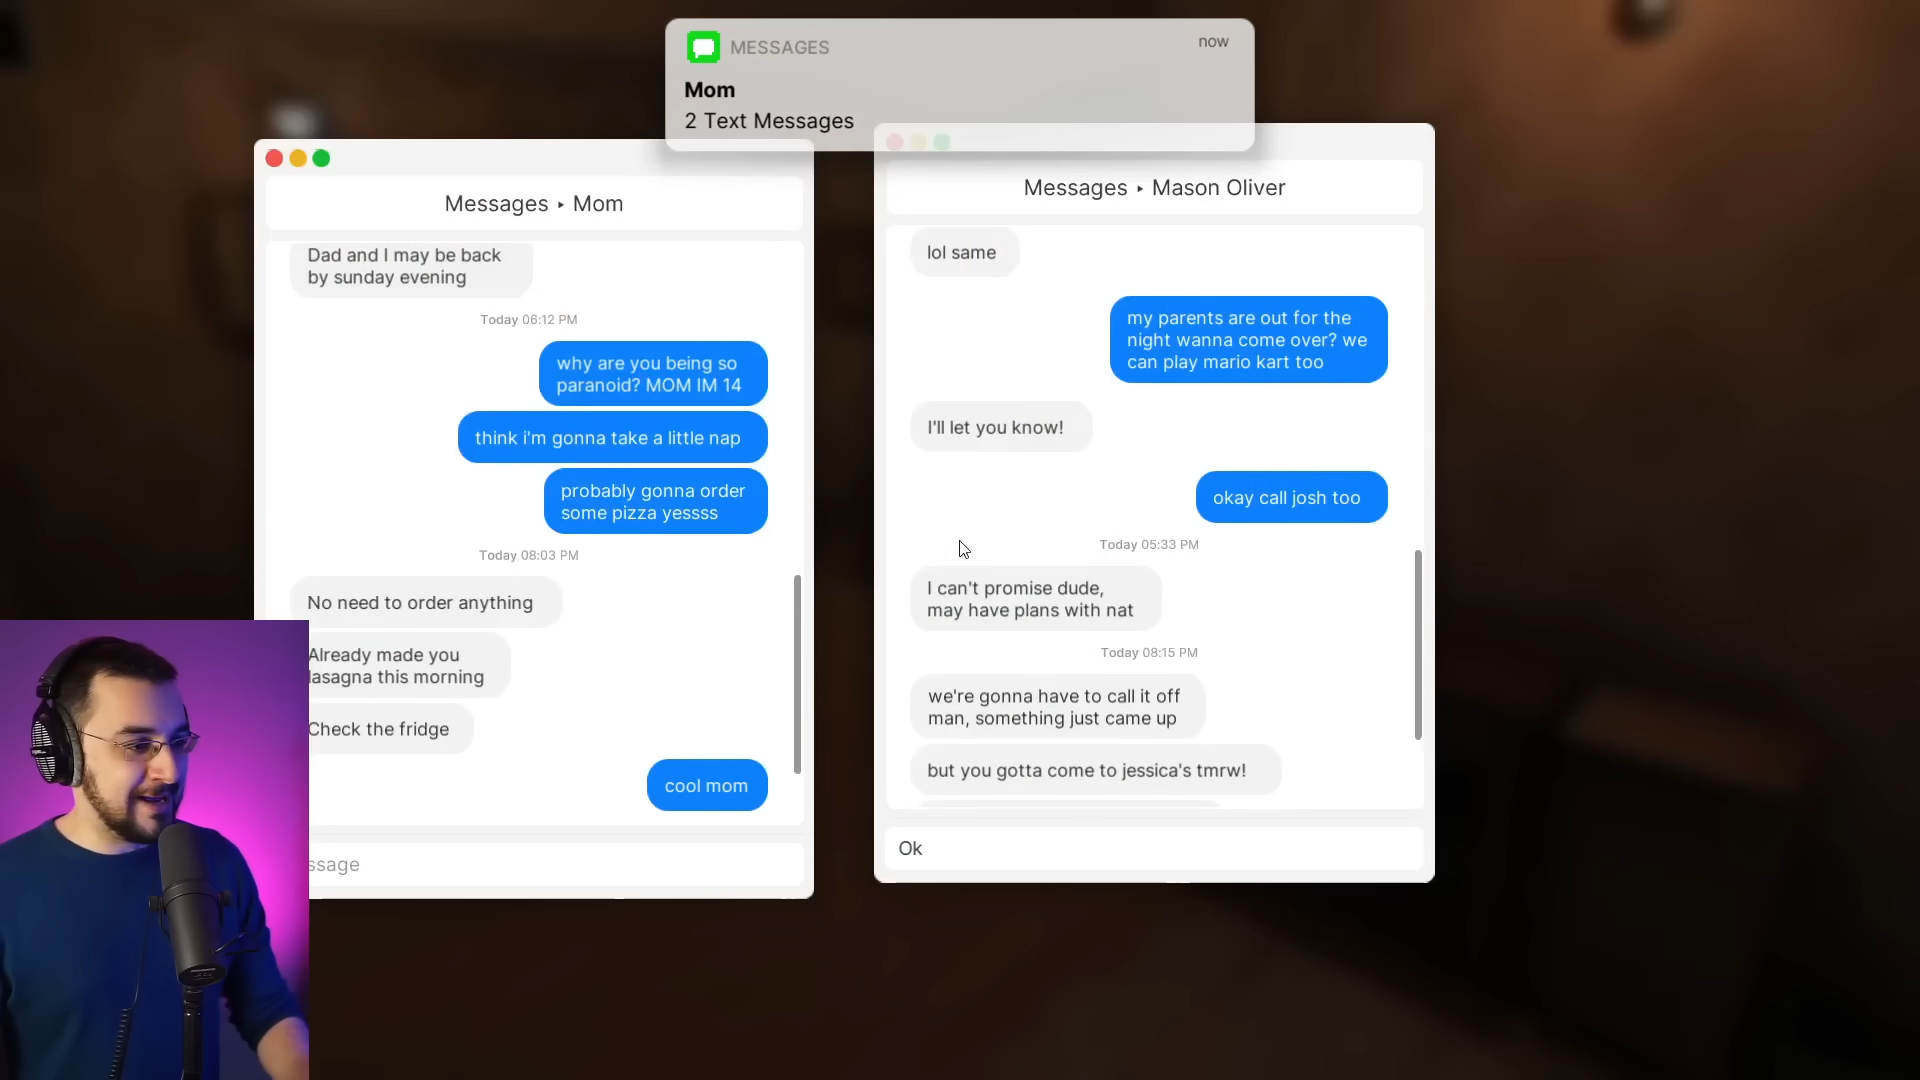 MESSAGES
now
Mom
2 Text Messages
Messages ▸ Mom
Dad and I may be back
by sunday evening
Today 06:12 PM
why are you being so
paranoid? MOM IM 14
think i'm gonna take a little nap
probably gonna order
some pizza yessss
Today 08:03 PM
No need to order anything
Already made you
lasagna this morning
Check the fridge
cool mom
ssage
Messages ▸ Mason Oliver
lol same
my parents are out for the
night wanna come over? we
can play mario kart too
I'll let you know!
okay call josh too
Today 05:33 PM
I can't promise dude,
may have plans with nat
Today 08:15 PM
we're gonna have to call it off
man, something just came up
but you gotta come to jessica's tmrw!
Ok